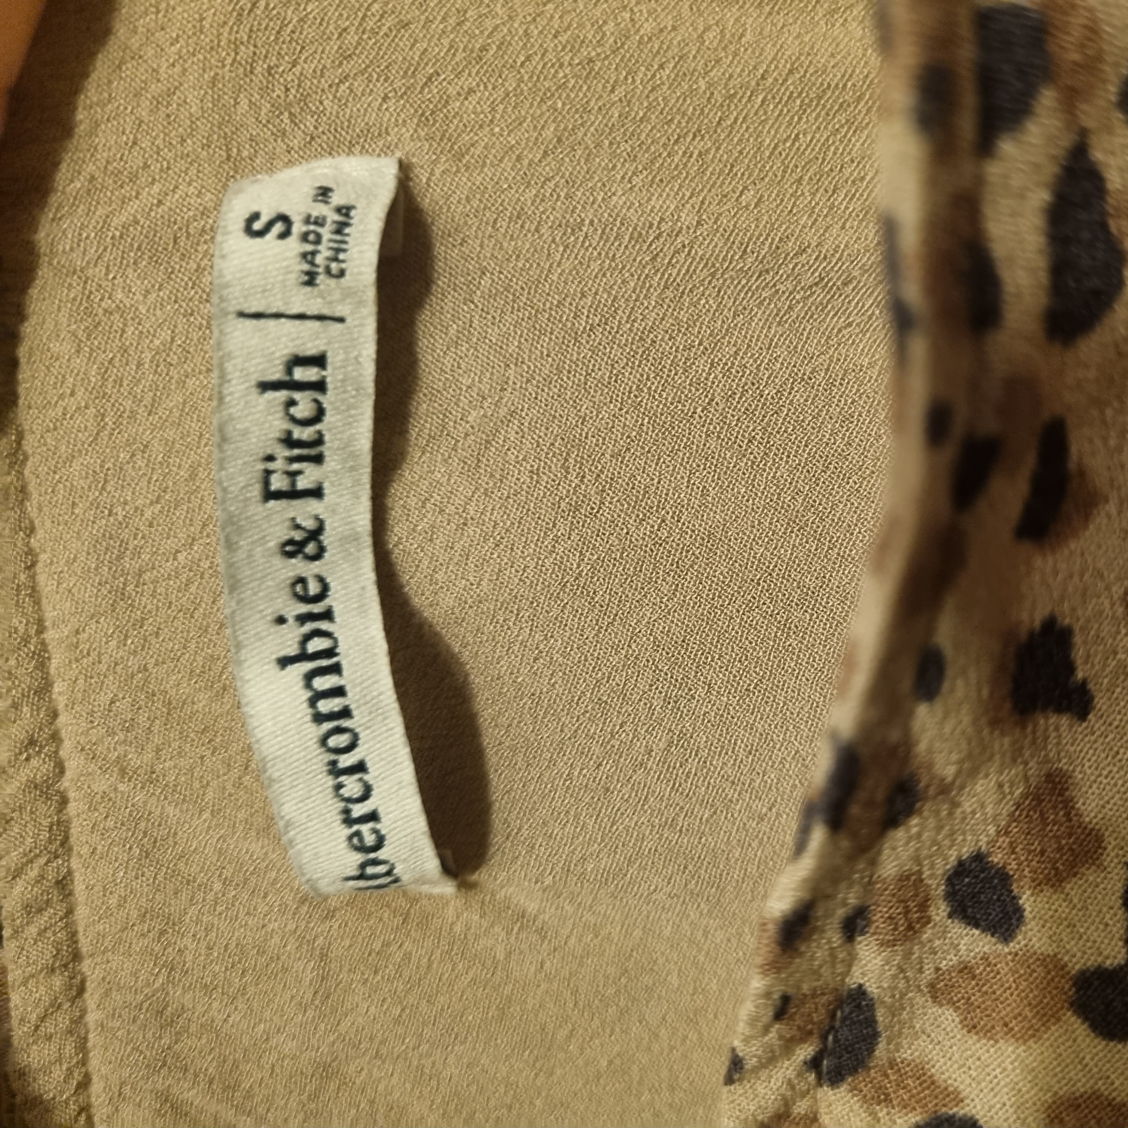 Abercrombie & Fitch | S
MADE IN
CHINA